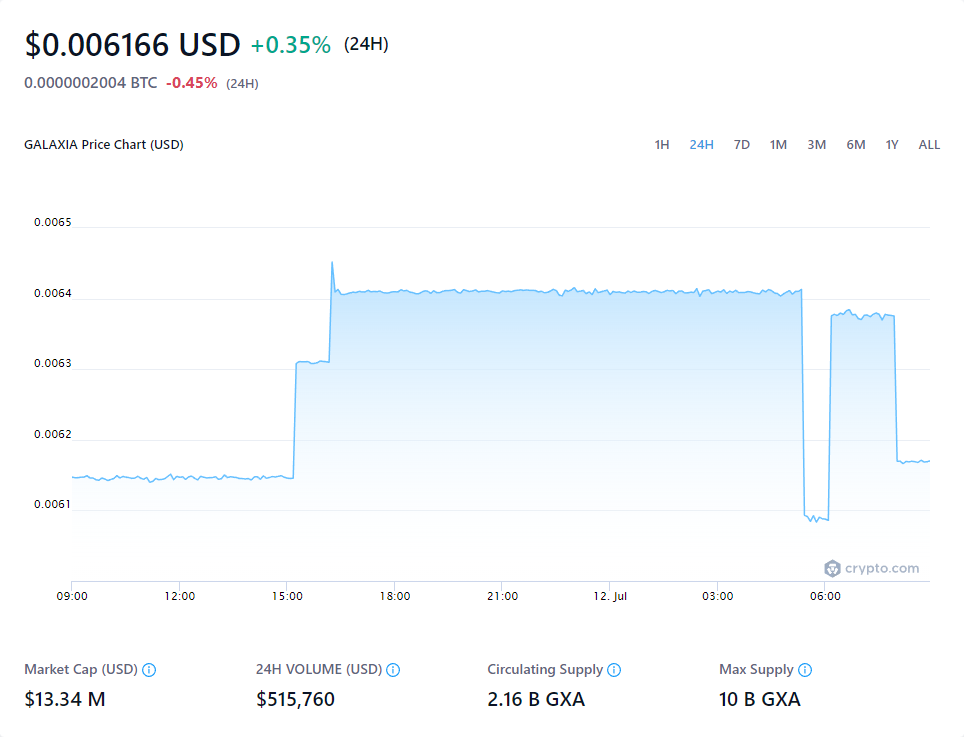 $0.006166 USD +0.35% (24H)
0.0000002004 BTC -0.45% (24H)
GALAXIA Price Chart (USD) 1H 24H 7D 1M 3M 6M 1Y ALL
0.0065
0.0064
0.0063
0.0062
0.0061
crypto.com
09:00 12:00 15:00 18:00 21:00 12. Jul 03:00 06:00
Market Cap (USD) 24H VOLUME (USD) Circulating Supply Max Supply
$13.34 M $515,760 2.16 B GXA 10 B GXA